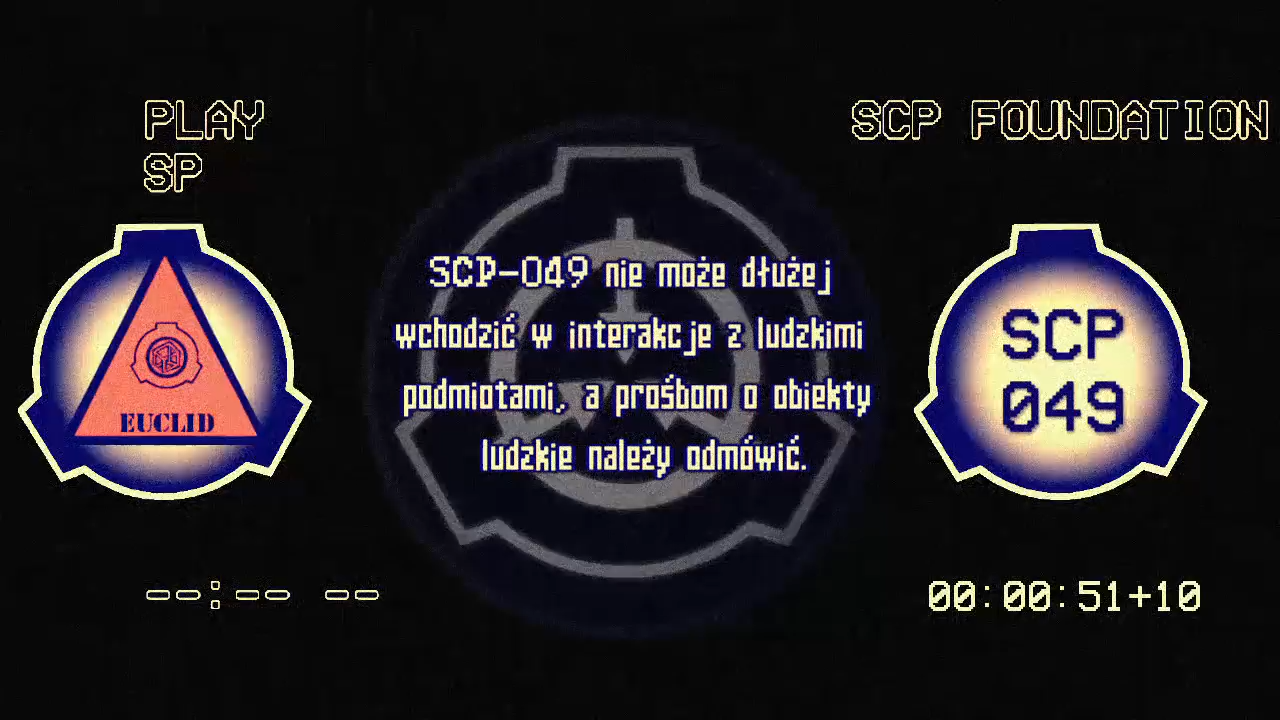 PLAY
SP
SCP FOUNDATION
EUCLID
SCP-049 nie może dłużej
wchodzić w interakcje z ludzkimi
podmiotami, a prośbom o obiekty
ludzkie należy odmówić.
SCP
049
--:-- --
00:00:51+10